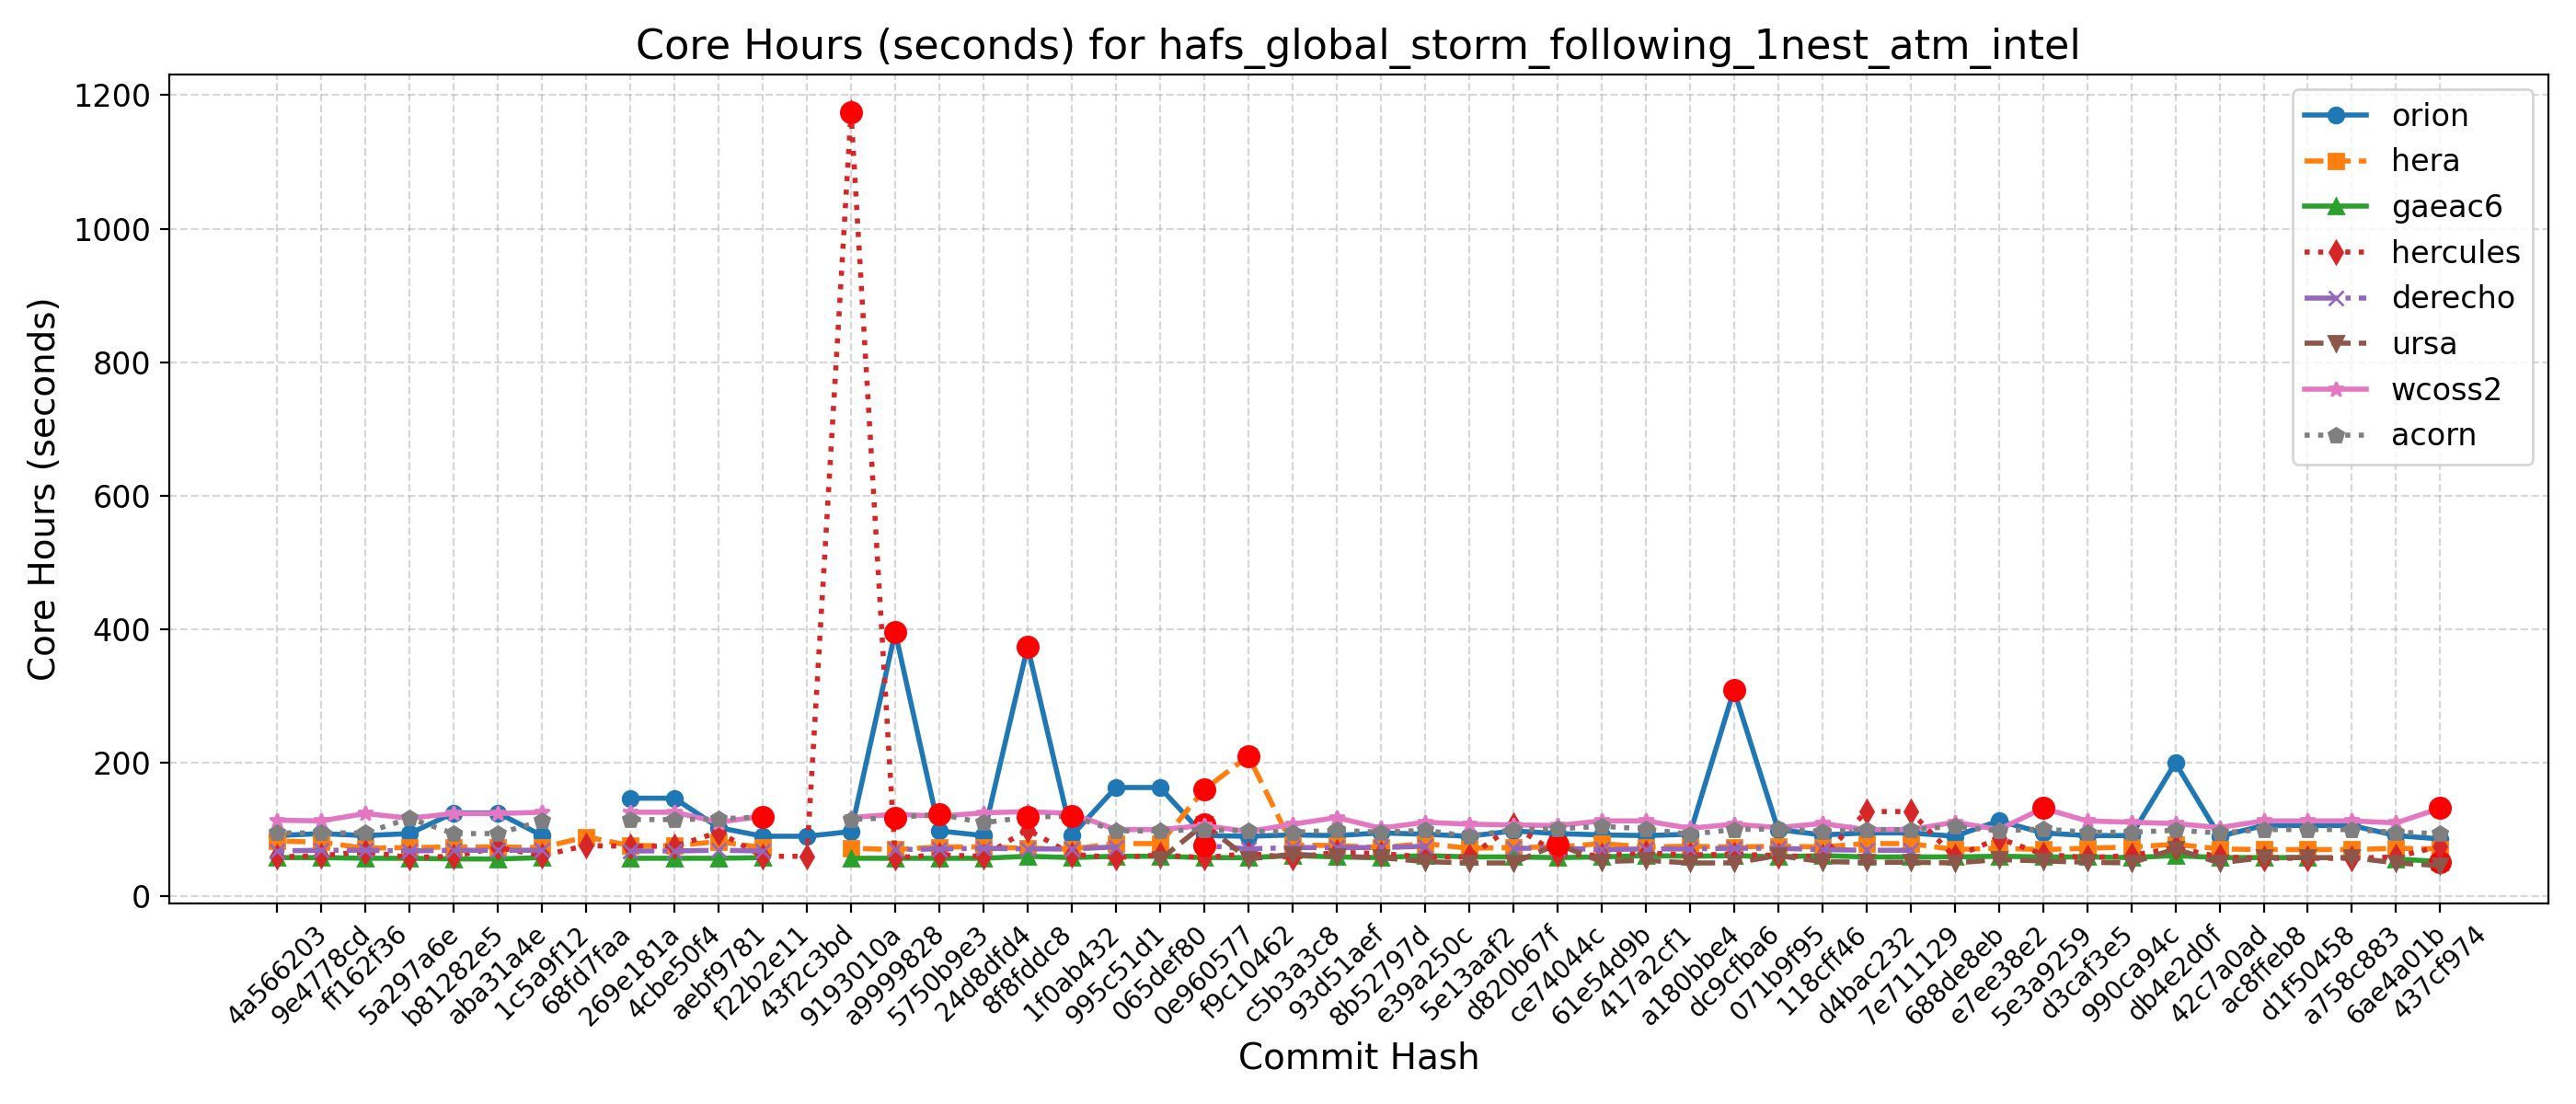 Core Hours (seconds) for hafs_global_storm_following_1nest_atm_intel
Core Hours (seconds)
1200
1000
800
600
400
200
0
orion
hera
gaeac6
hercules
derecho
ursa
wcoss2
acorn
4a566203
9e4778cd
ff162f36
5a297a6e
b81282e5
aba31a4e
1c5a9f12
68fd7faa
269e181a
4cbe50f4
aebf9781
f22b2e11
43f2c3bd
9193010a
a9999828
5750b9e3
24d8dfd4
8f8fddc8
1f0ab432
995c51d1
065def80
0e960577
f9c10462
c5b3a3c8
93d51aef
8b52797d
e39a250c
5e13aaf2
d820b67f
ce74044c
61e54d9b
417a2cf1
a180bbe4
dc9cfba6
071b9f95
118cff46
d4bac232
7e711129
688de8eb
e7ee38e2
5e3a9259
d3caf3e5
990ca94c
db4e2d0f
42c7a0ad
ac8ffeb8
d1f50458
a758c883
6ae4a01b
437cf974
Commit Hash